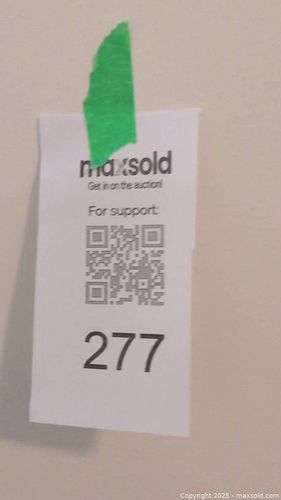 maxsold
Get in on the auction!
For support:
277
Copyright 2025 - maxsold.com